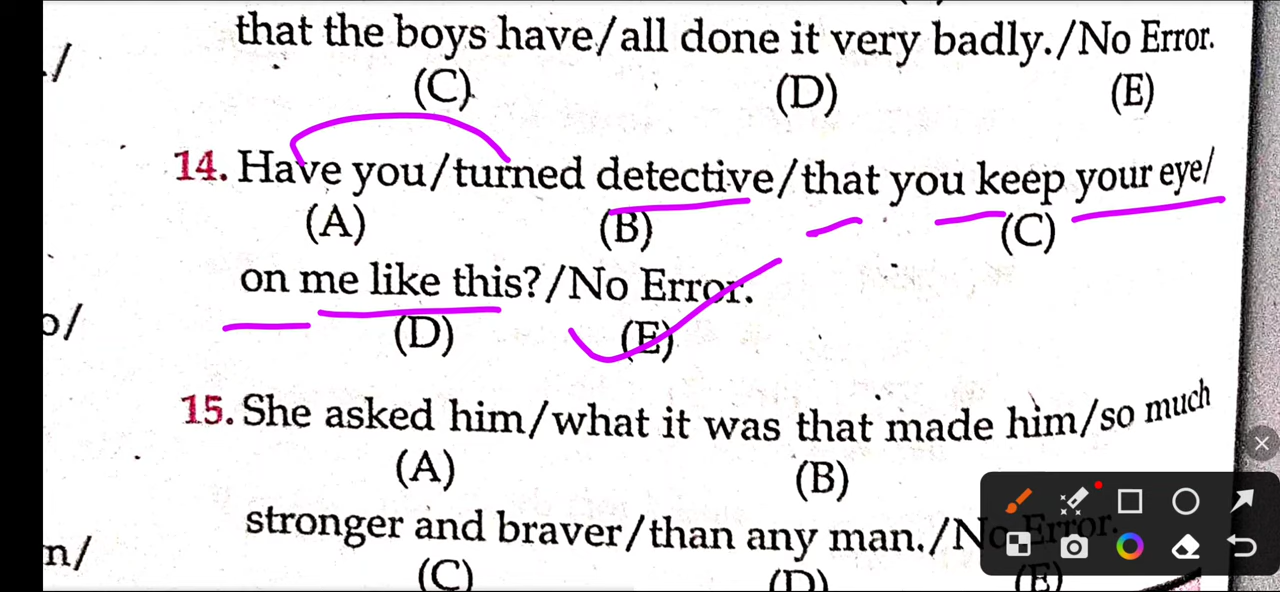 that the boys have/all done it very badly./No Error.
(C) (D) (E)
./
14. Have you/turned detective/that you keep your eye/
(A) (B) (C)
on me like this?/No Error.
(D) (E)
o/
15. She asked him/what it was that made him/so much
(A) (B)
stronger and braver/than any man./No Error.
n/
(C) (D) (E)